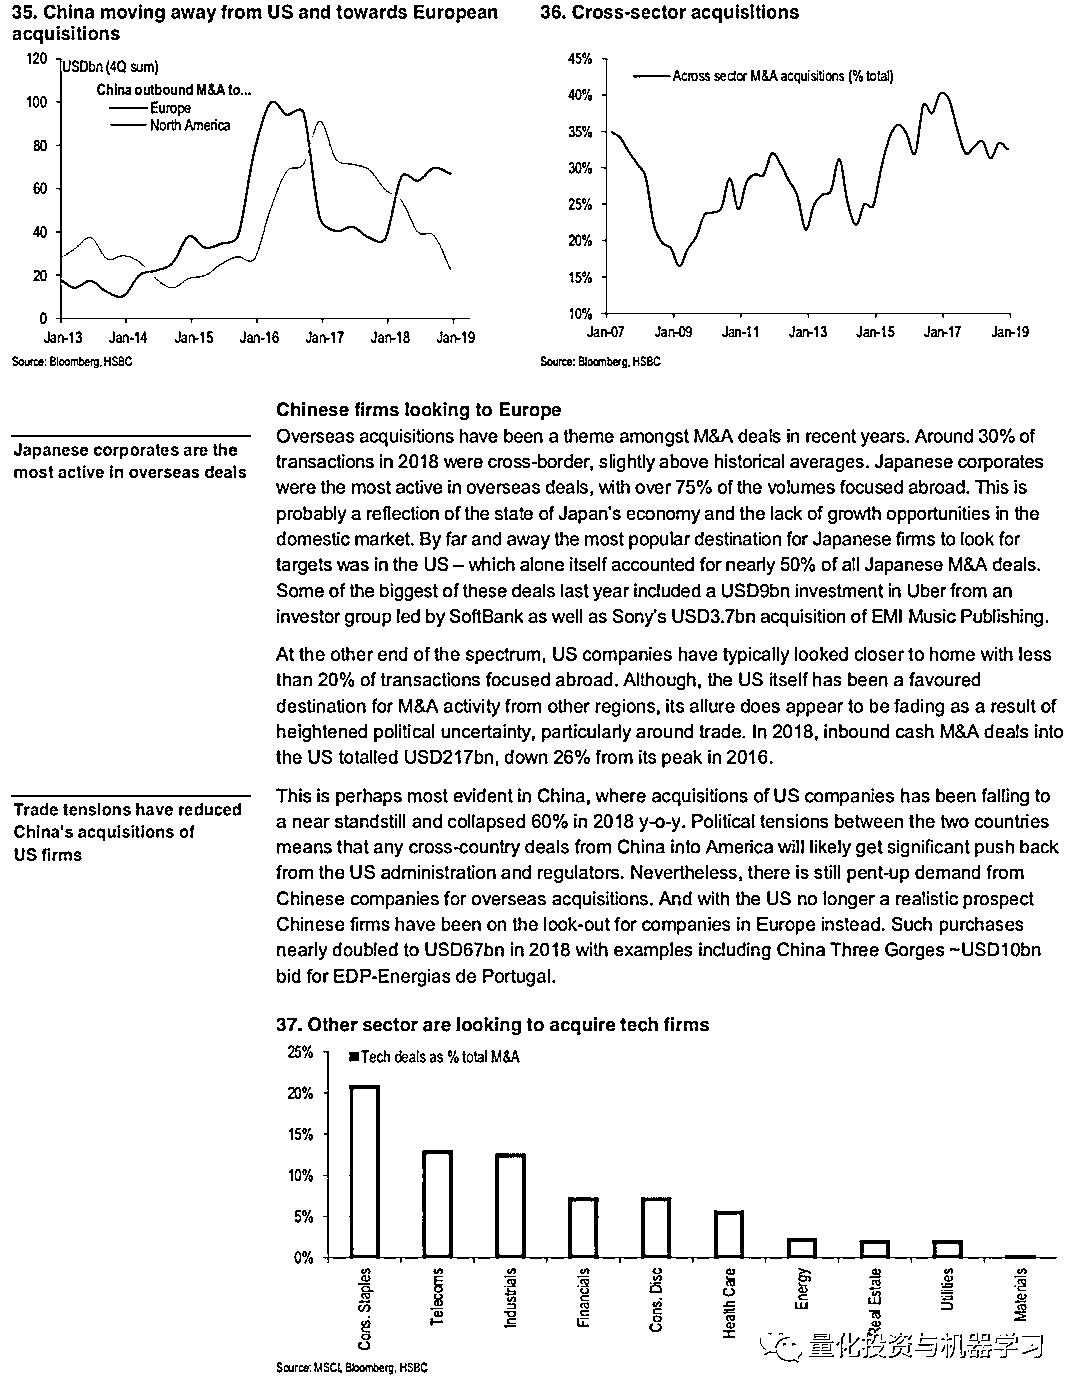 35. China moving away from US and towards European
acquisitions
120
USDbn (4Q sum)
China outbound M&A to...
Europe
North America
100
80
60
40
20
0
Jan-13 Jan-14 Jan-15 Jan-16 Jan-17 Jan-18 Jan-19
Source: Bloomberg, HSBC
36. Cross-sector acquisitions
45%
Across sector M&A acquisitions (% total)
40%
35%
30%
25%
20%
15%
10%
Jan-07 Jan-09 Jan-11 Jan-13 Jan-15 Jan-17 Jan-19
Source: Bloomberg, HSBC
Chinese firms looking to Europe
Japanese corporates are the
most active in overseas deals
Overseas acquisitions have been a theme amongst M&A deals in recent years. Around 30% of
transactions in 2018 were cross-border, slightly above historical averages. Japanese corporates
were the most active in overseas deals, with over 75% of the volumes focused abroad. This is
probably a reflection of the state of Japan's economy and the lack of growth opportunities in the
domestic market. By far and away the most popular destination for Japanese firms to look for
targets was in the US – which alone itself accounted for nearly 50% of all Japanese M&A deals.
Some of the biggest of these deals last year included a USD9bn investment in Uber from an
investor group led by SoftBank as well as Sony's USD3.7bn acquisition of EMI Music Publishing.
At the other end of the spectrum, US companies have typically looked closer to home with less
than 20% of transactions focused abroad. Although, the US itself has been a favoured
destination for M&A activity from other regions, its allure does appear to be fading as a result of
heightened political uncertainty, particularly around trade. In 2018, inbound cash M&A deals into
the US totalled USD217bn, down 26% from its peak in 2016.
Trade tensions have reduced
China's acquisitions of
US firms
This is perhaps most evident in China, where acquisitions of US companies has been falling to
a near standstill and collapsed 60% in 2018 y-o-y. Political tensions between the two countries
means that any cross-country deals from China into America will likely get significant push back
from the US administration and regulators. Nevertheless, there is still pent-up demand from
Chinese companies for overseas acquisitions. And with the US no longer a realistic prospect
Chinese firms have been on the look-out for companies in Europe instead. Such purchases
nearly doubled to USD67bn in 2018 with examples including China Three Gorges ~USD10bn
bid for EDP-Energias de Portugal.
37. Other sector are looking to acquire tech firms
25%
Tech deals as % total M&A
20%
15%
10%
5%
0%
Cons. Staples
Telecoms
Industrials
Financials
Cons. Disc
Health Care
Energy
Real Estate
Utilities
Materials
Source: MSCI, Bloomberg, HSBC
量化投资与机器学习